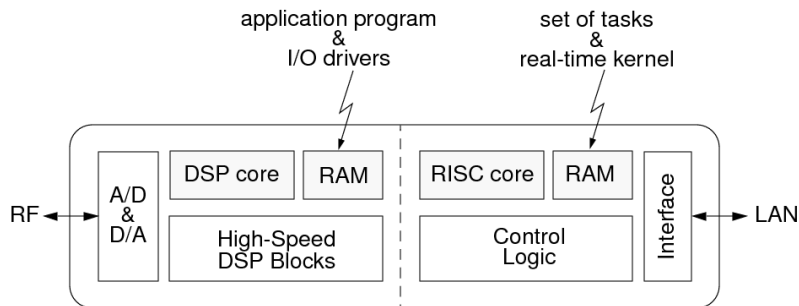 application program
&
I/O drivers
set of tasks
&
real-time kernel
RF
A/D
&
D/A
DSP core
RAM
High-Speed
DSP Blocks
RISC core
RAM
Control
Logic
Interface
LAN